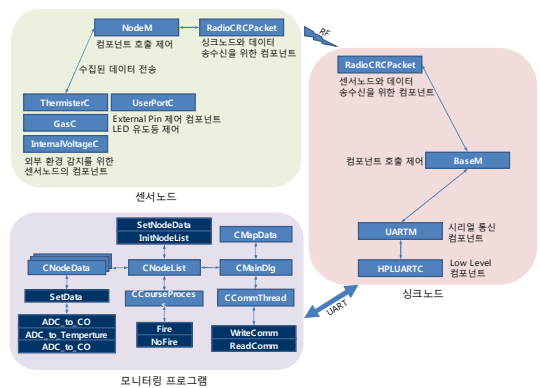 NodeM
RadioCRCPacket
컴포넌트 호출 제어
싱크노드와 데이터
송수신을 위한 컴포넌트
수집된 데이터 전송
ThermisterC
UserPortC
GasC
External Pin 제어 컴포넌트
LED 유도등 제어
InternalVoltageC
외부 환경 감지를 위한
센서노드의 컴포넌트
센서노드
RF
RadioCRCPacket
센서노드와 데이터
송수신을 위한 컴포넌트
컴포넌트 호출 제어
BaseM
UARTM
시리얼 통신
컴포넌트
HPLUARTC
Low Level
컴포넌트
싱크노드
UART
SetNodeData
InitNodeList
CMapData
CNodeData
CNodeList
CMainDlg
SetData
CCourseProces
CCommThread
ADC_to_CO
ADC_to_Temperture
ADC_to_CO
Fire
NoFire
WriteComm
ReadComm
모니터링 프로그램